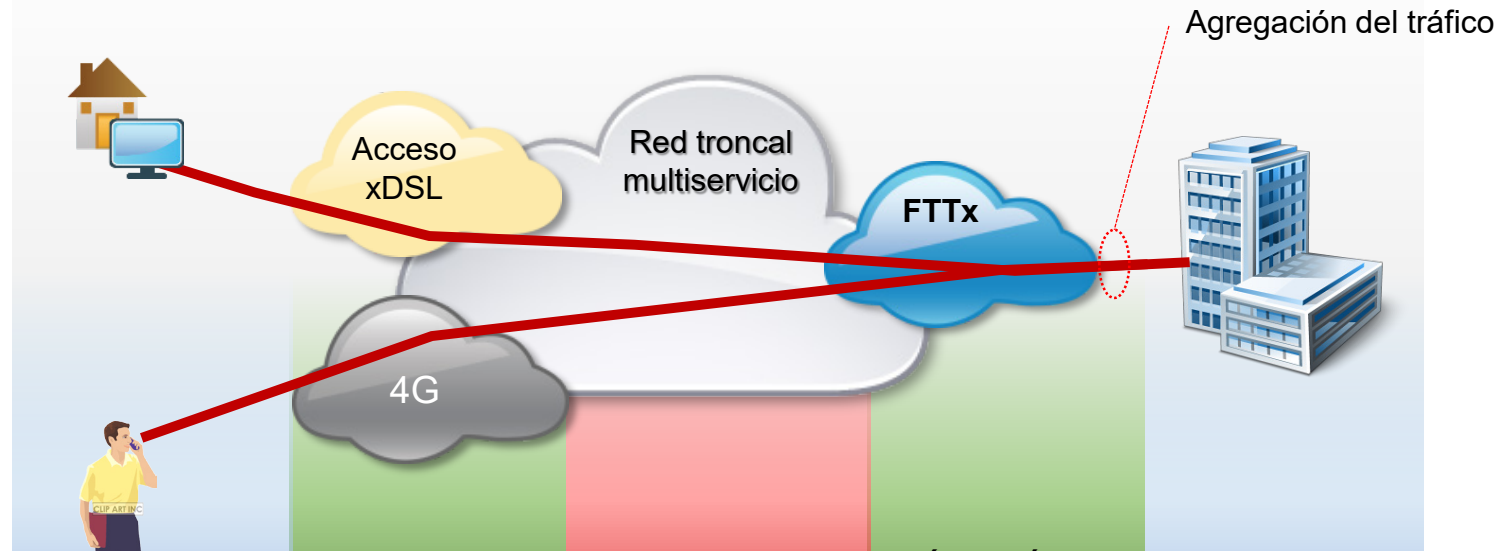 Agregación del tráfico
Acceso
xDSL
Red troncal
multiservicio
FTTx
4G
CLIP ART INC